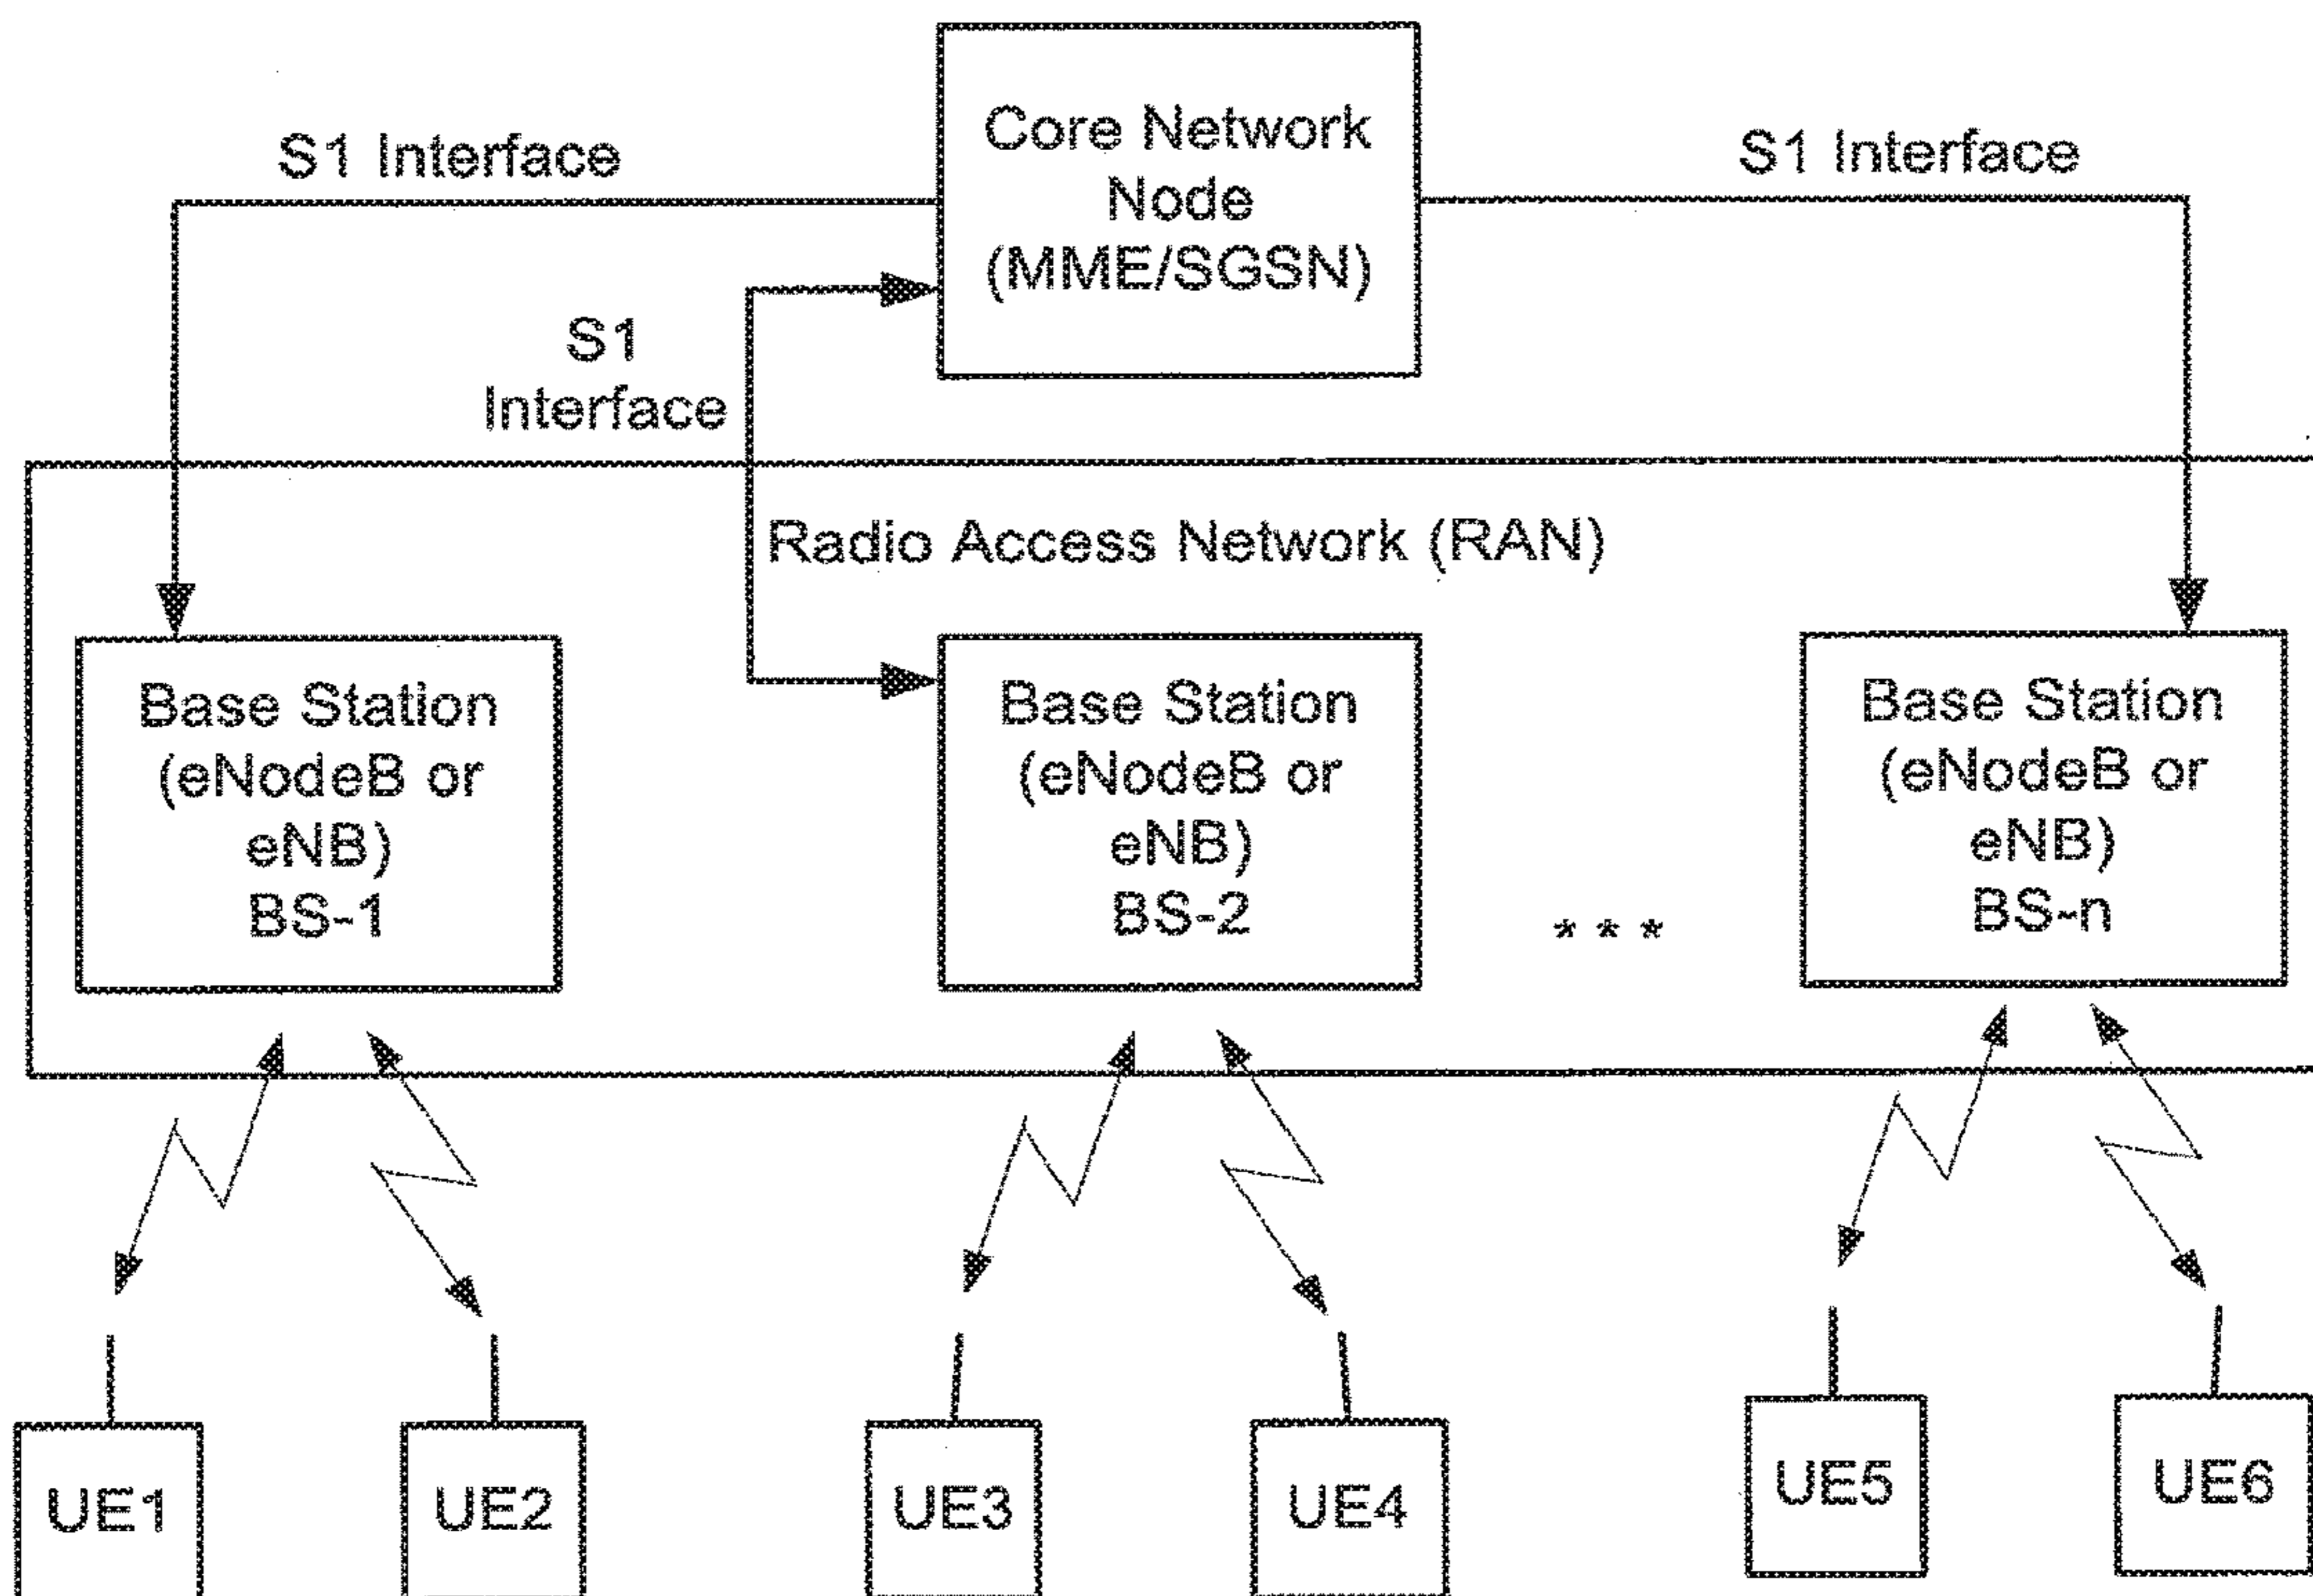 Core Network
Node
(MME/SGSN)
S1 Interface
S1 Interface
S1
Interface
Radio Access Network (RAN)
Base Station
(eNodeB or
eNB)
BS-1
Base Station
(eNodeB or
eNB)
BS-2
* * *
Base Station
(eNodeB or
eNB)
BS-n
UE1
UE2
UE3
UE4
UE5
UE6